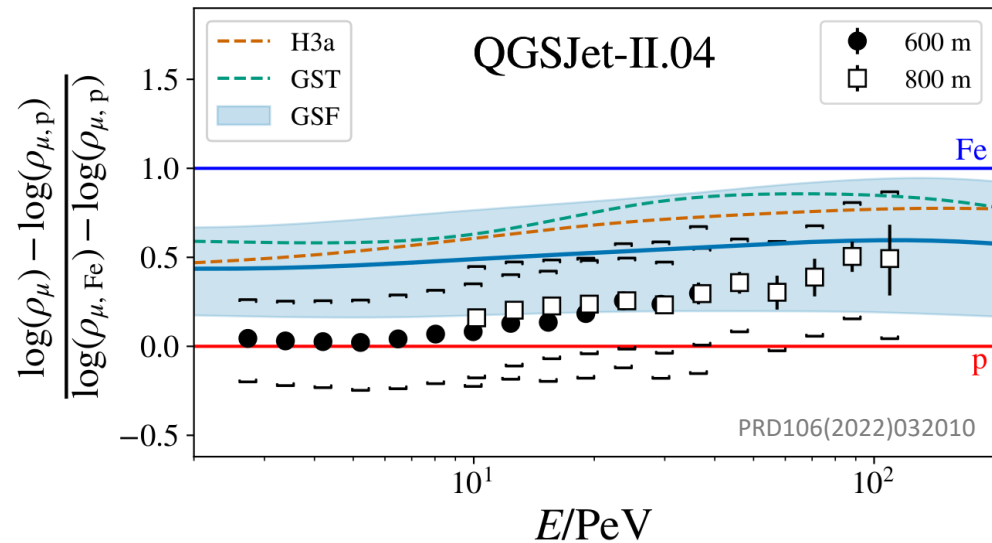 H3a
GST
GSF
QGSJet-II.04
600 m
800 m
log(ρμ) − log(ρμ, p)
log(ρμ, Fe) − log(ρμ, p)
1.5
1.0
0.5
0.0
−0.5
Fe
p
PRD106(2022)032010
10¹
10²
E/PeV